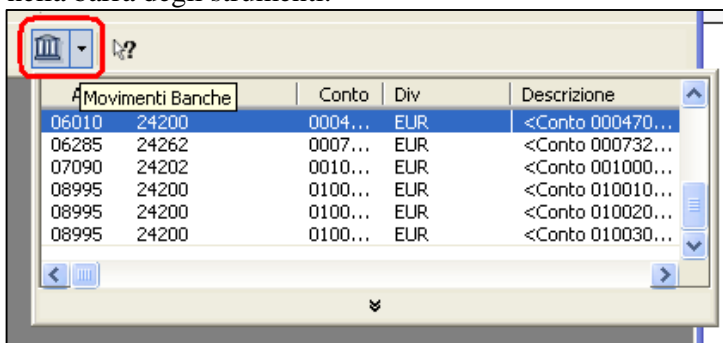 nella barra degli strumenti.
?
Movimenti Banche Conto Div Descrizione
06010 24200 0004... EUR <Conto 000470...
06285 24262 0007... EUR <Conto 000732...
07090 24202 0010... EUR <Conto 001000...
08995 24200 0100... EUR <Conto 010010...
08995 24200 0100... EUR <Conto 010020...
08995 24200 0100... EUR <Conto 010030...